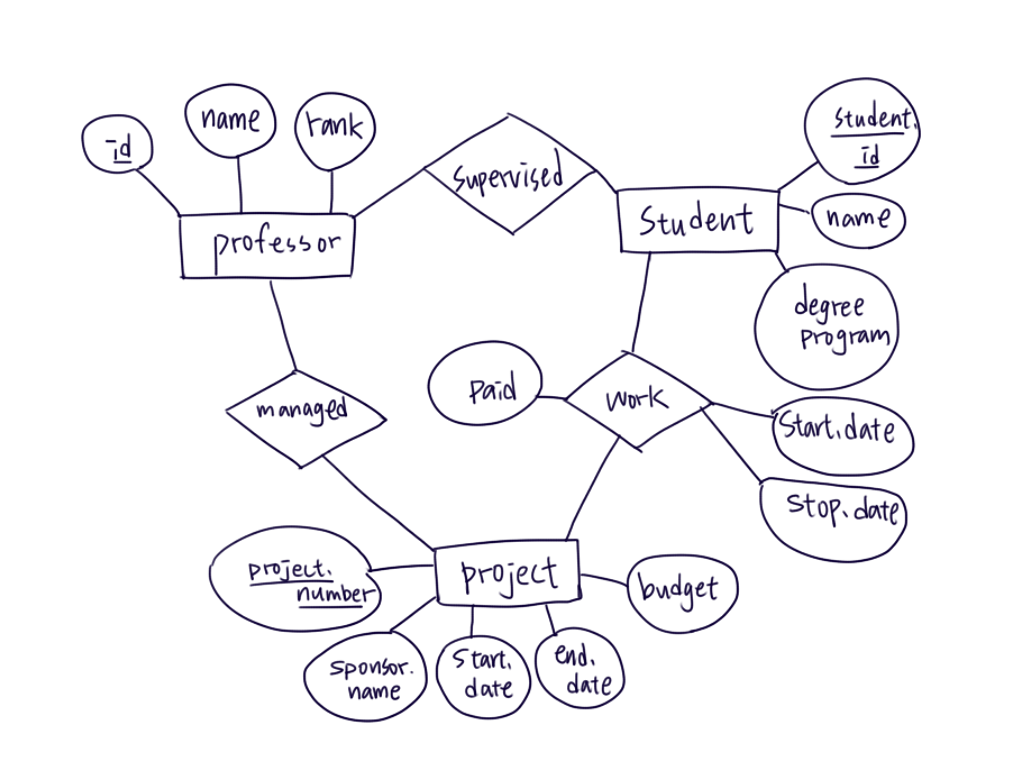 id
name
rank
professor
Supervised
Student
Student.
id
name
degree
program
managed
Paid
work
Start.date
Stop.date
project.
number
project
budget
sponsor.
name
Start.
date
end.
date